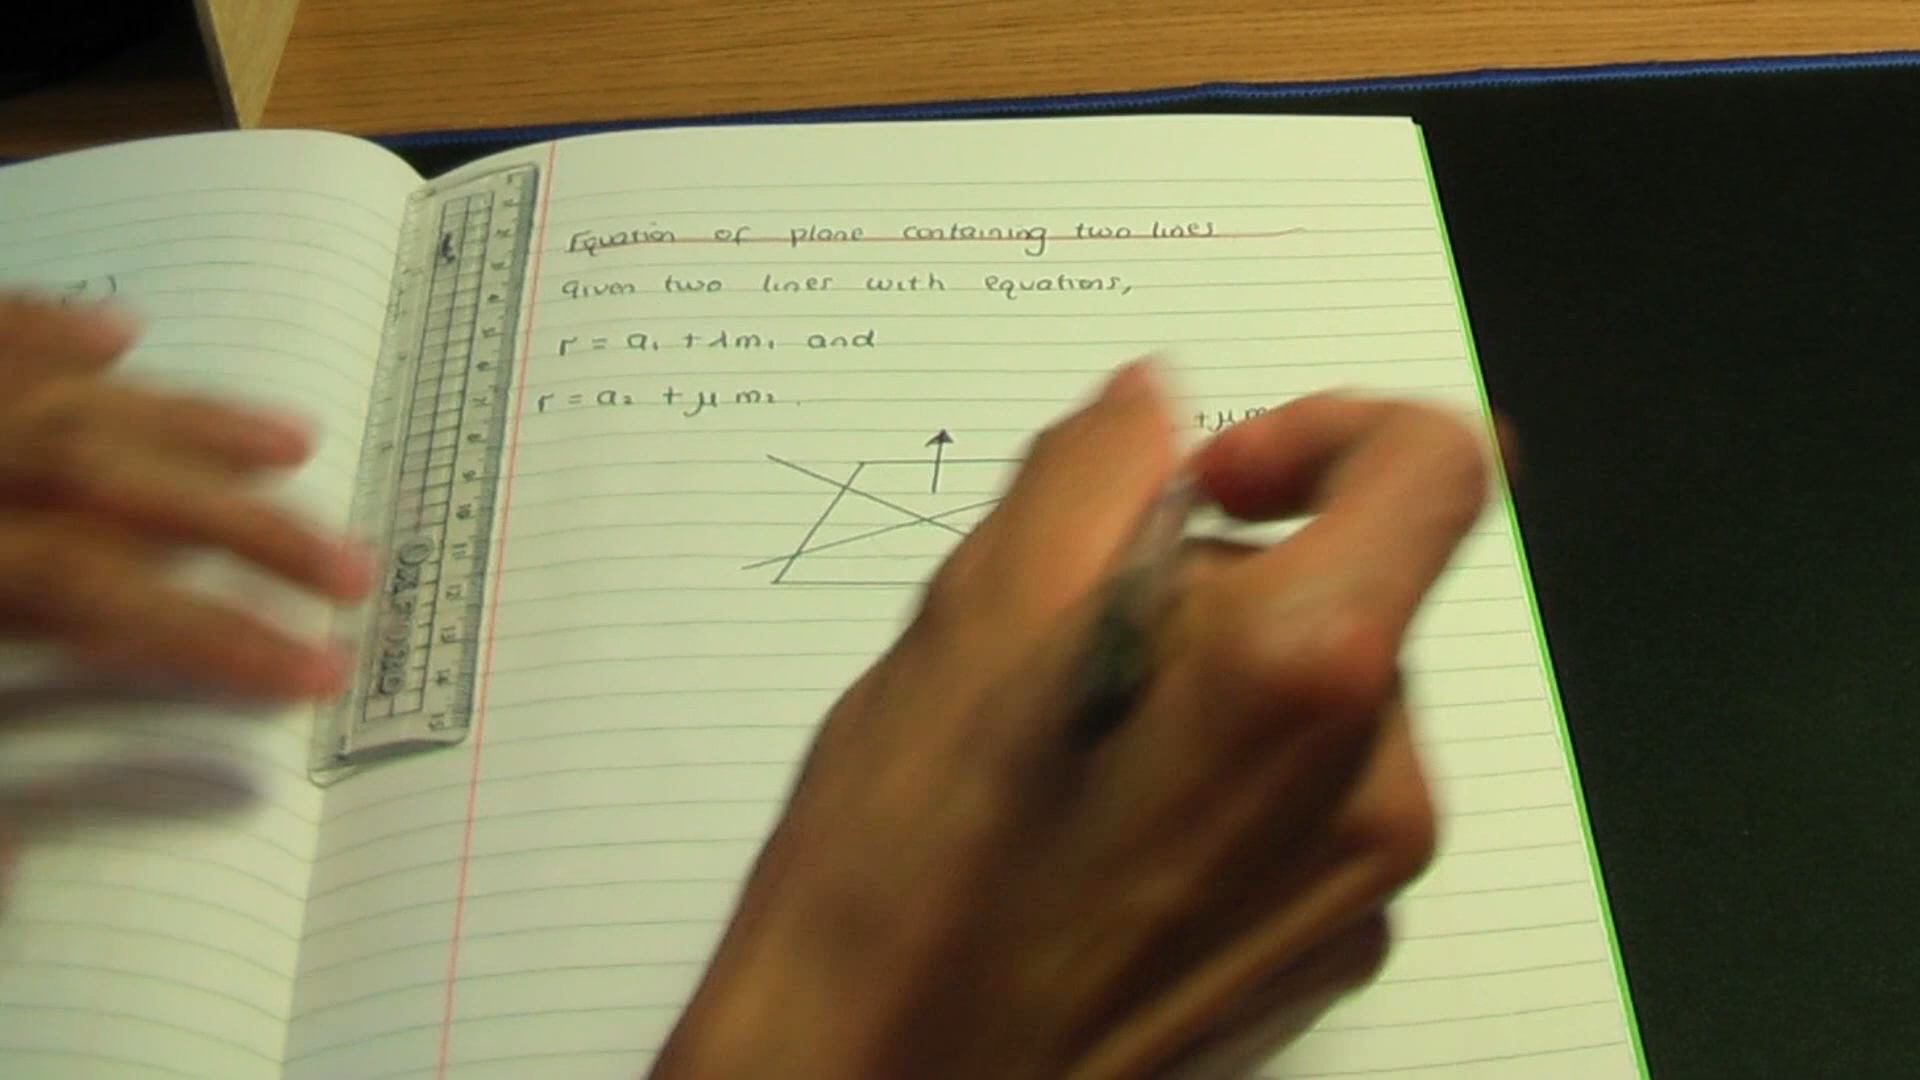 Equation of plane containing two lines
Given two lines with equations,
r = a₁ + λm₁ and
r = a₂ + μ m₂.
+ μ m